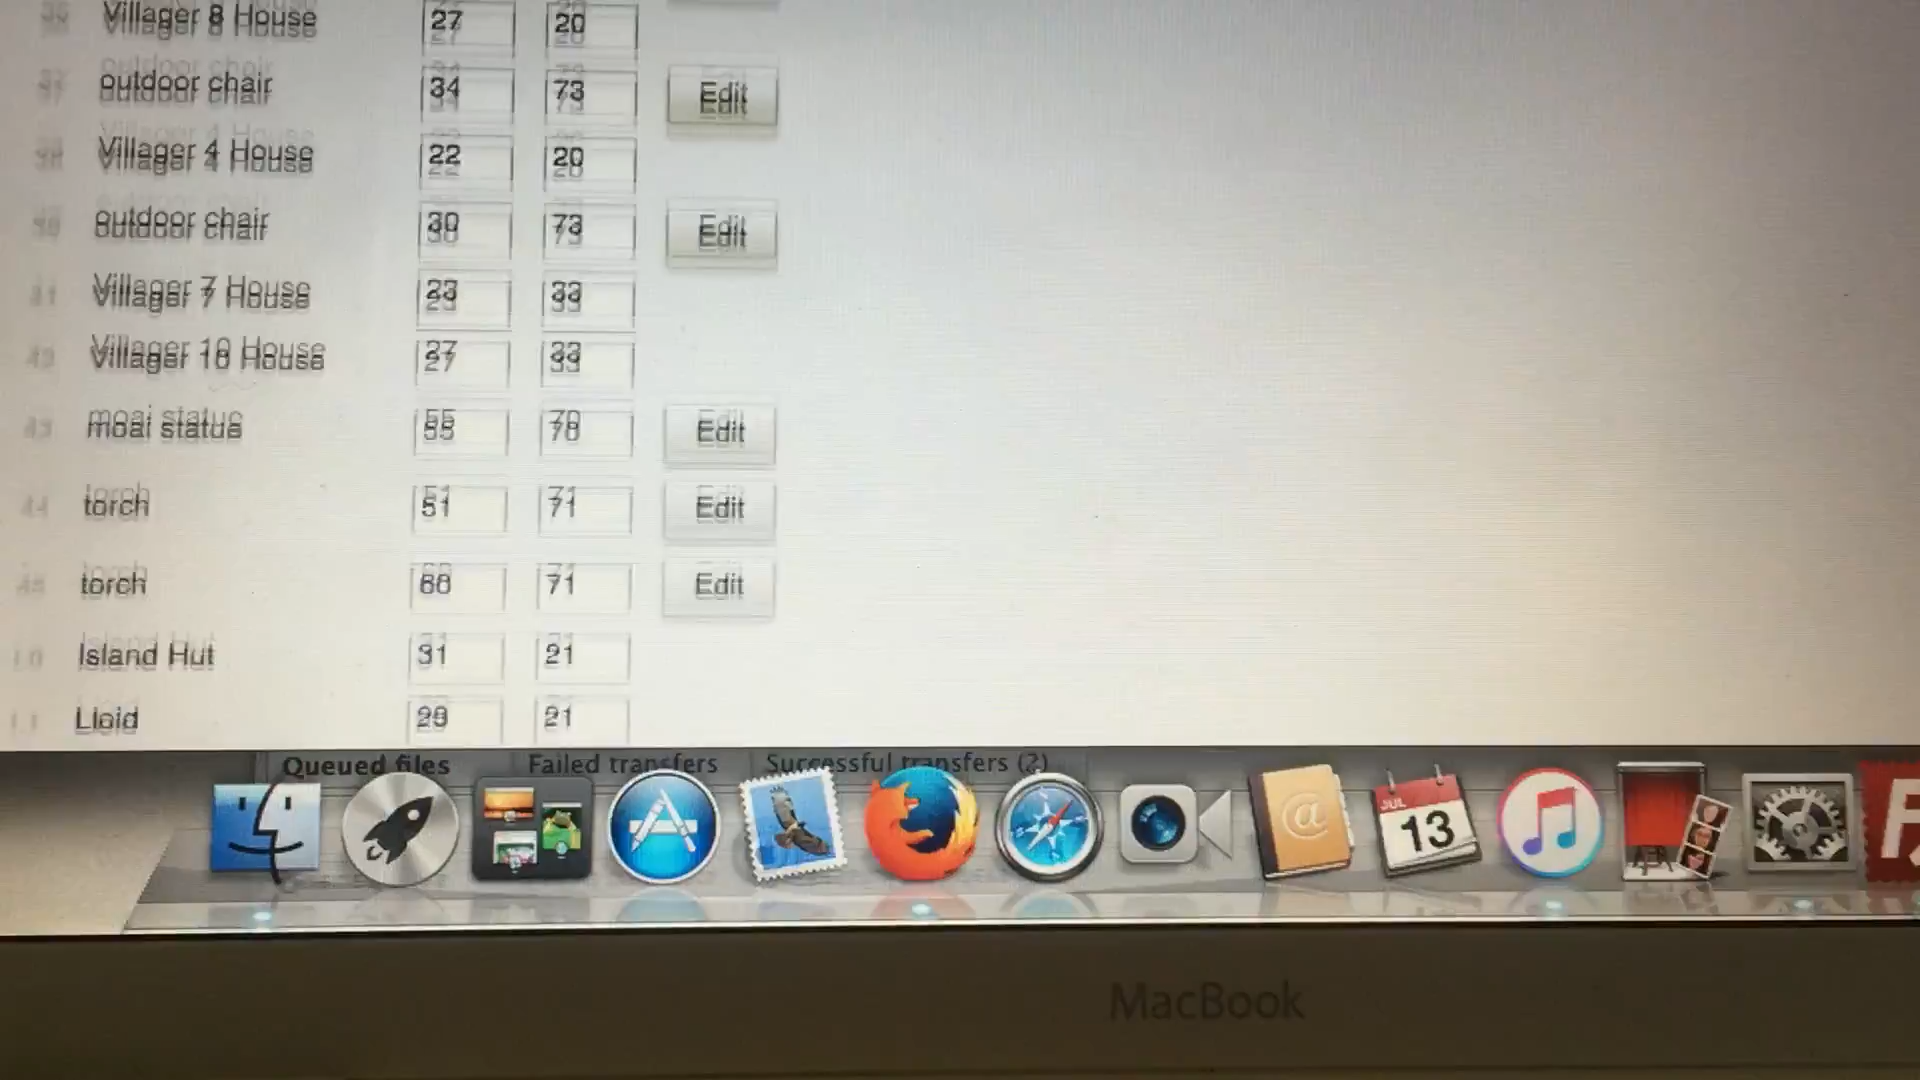 Villager 8 House 27 20
outdoor chair 34 73 Edit
Villager 4 House 22 20
outdoor chair 30 73 Edit
Villager 7 House 23 33
Villager 10 House 27 33
moai statue 55 70 Edit
torch 51 71 Edit
torch 60 71 Edit
Island Hut 31 21
Lloid 29 21
Queued files Failed transfers Successful transfers (2)
JUL
13
MacBook